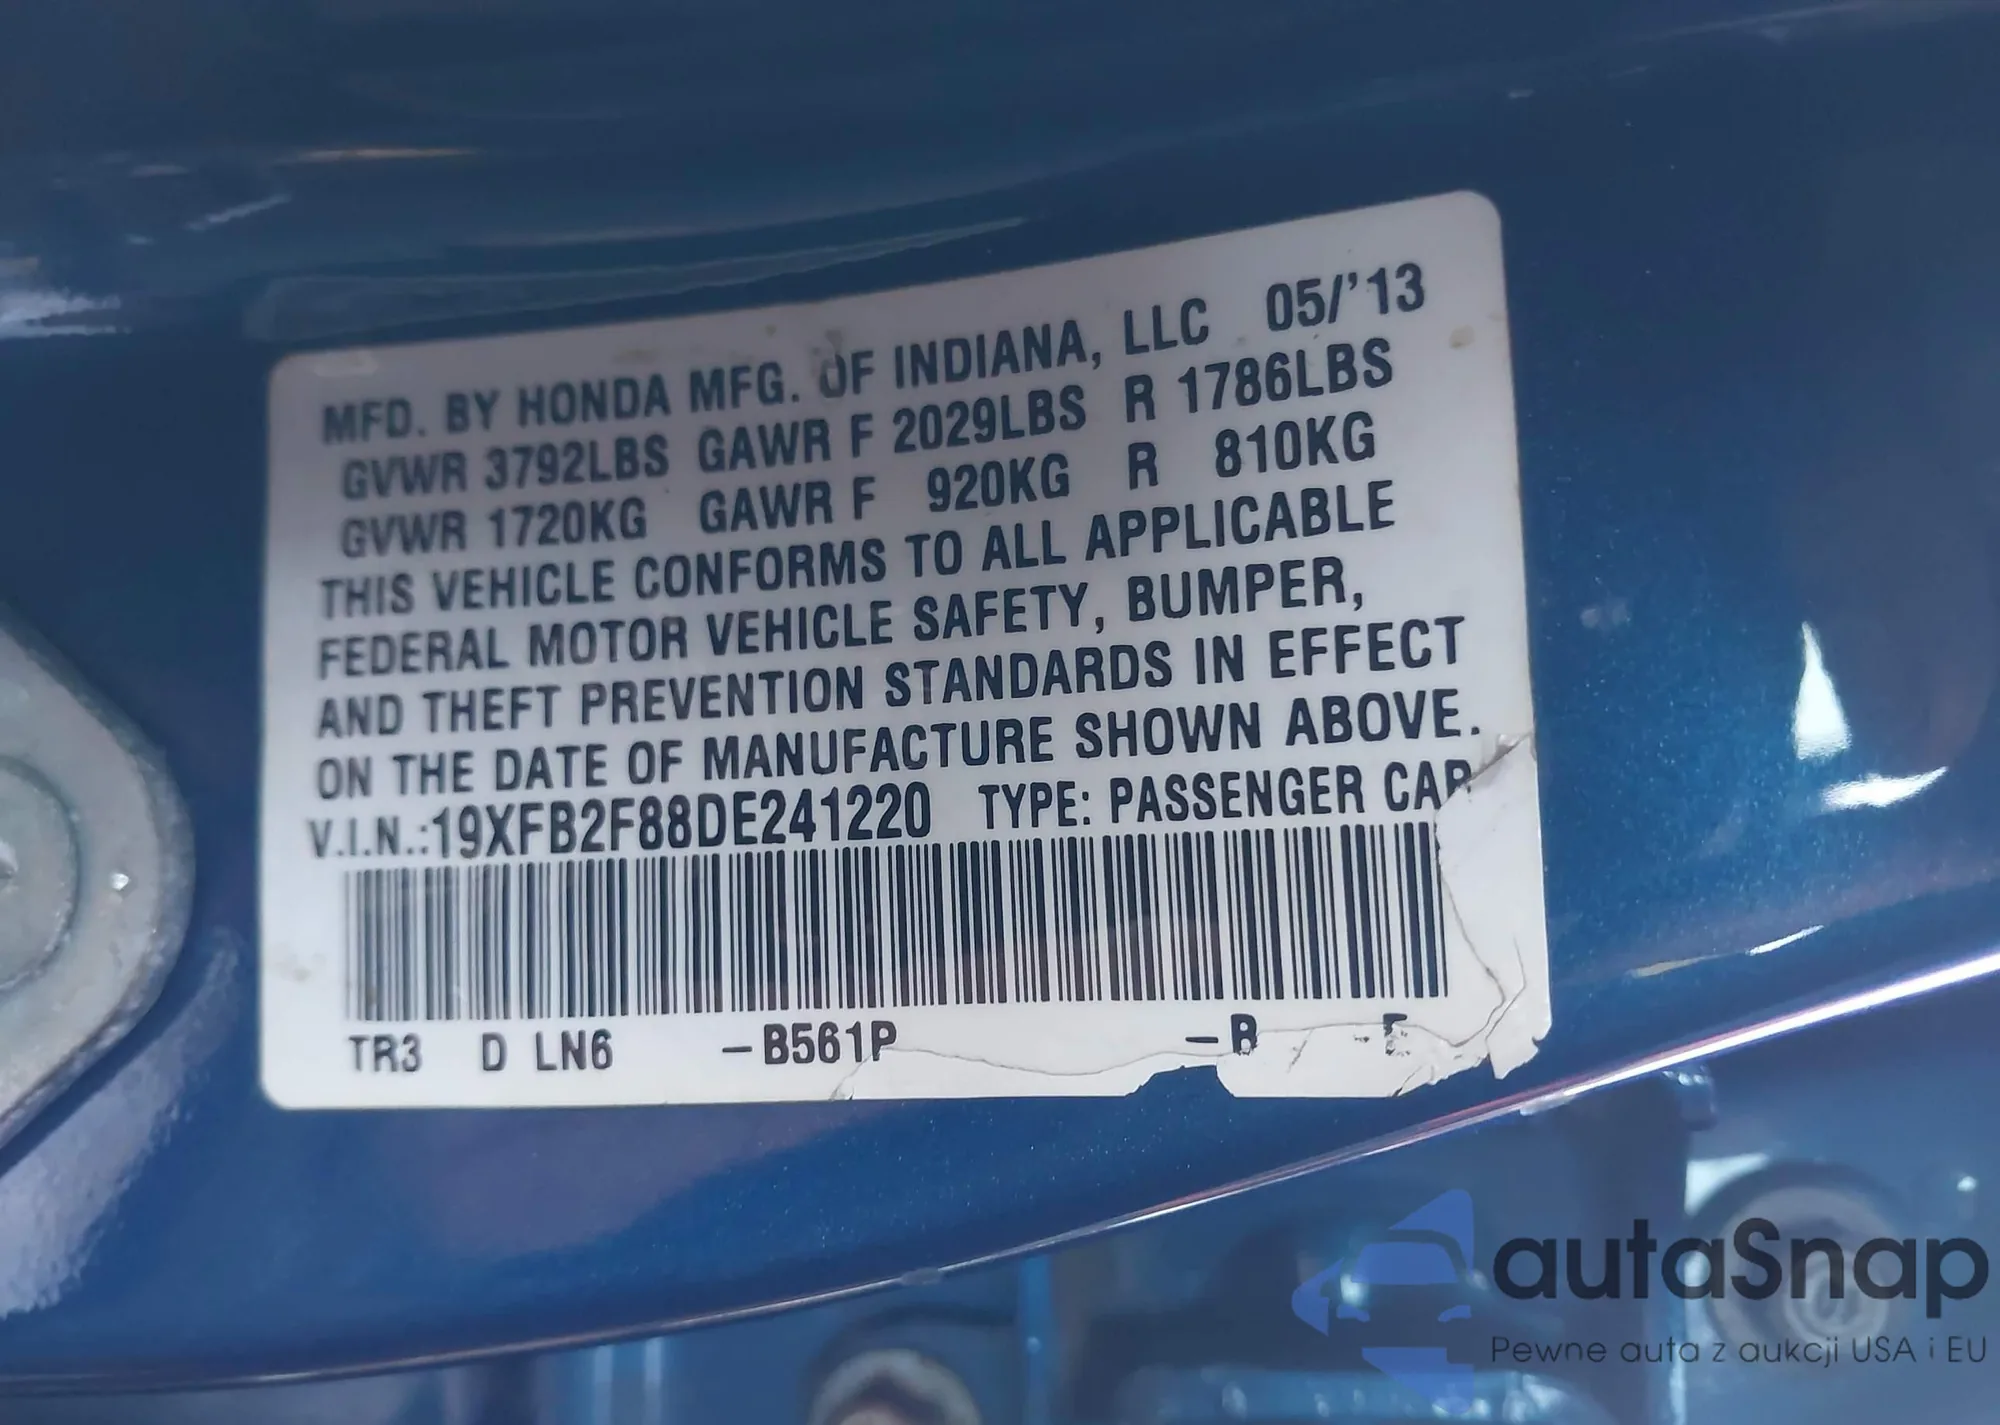 MFD. BY HONDA MFG. OF INDIANA, LLC 05/'13
GVWR 3792LBS GAWR F 2029LBS R 1786LBS
GVWR 1720KG GAWR F 920KG R 810KG
THIS VEHICLE CONFORMS TO ALL APPLICABLE
FEDERAL MOTOR VEHICLE SAFETY, BUMPER,
AND THEFT PREVENTION STANDARDS IN EFFECT
ON THE DATE OF MANUFACTURE SHOWN ABOVE.
V.I.N.:19XFB2F88DE241220 TYPE: PASSENGER CAR
TR3 D LN6 –B561P –B
autaSnap
Pewne auta z aukcji USA i EU